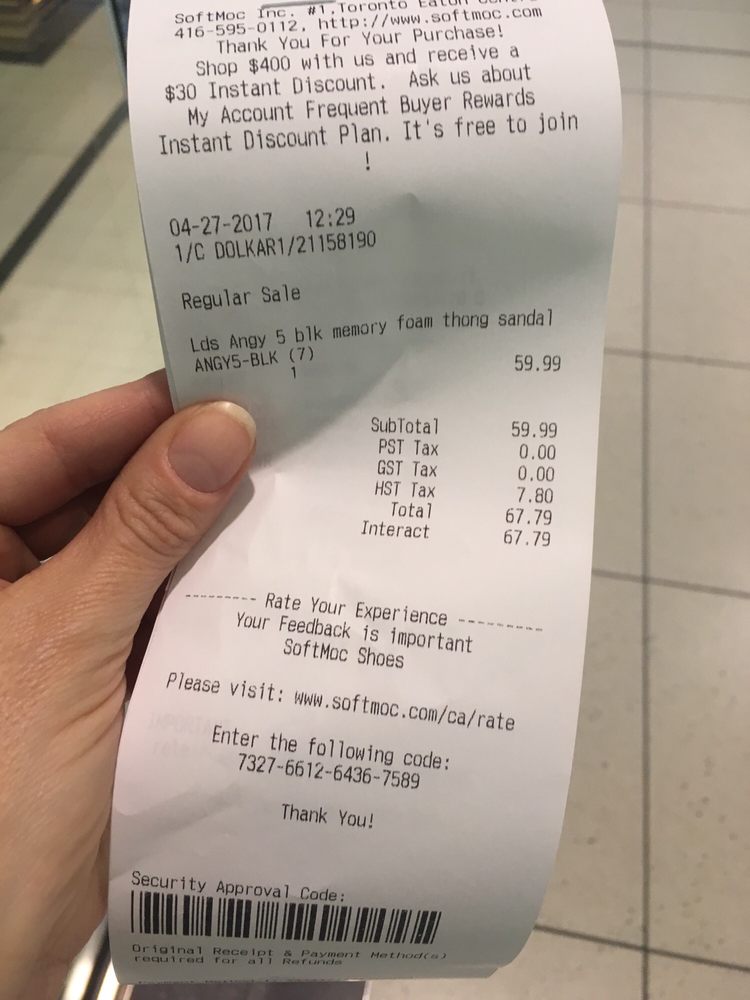 SoftMoc Inc. #1,Toronto Eaton
416-595-0112, http://www.softmoc.com
Thank You For Your Purchase!
Shop $400 with us and receive a
$30 Instant Discount. Ask us about
My Account Frequent Buyer Rewards
Instant Discount Plan. It's free to join
!
04-27-2017 12:29
1/C DOLKAR1/21158190
Regular Sale
Lds Angy 5 blk memory foam thong sandal
ANGY5-BLK (7)
1 59.99
SubTotal 59.99
PST Tax 0.00
GST Tax 0.00
HST Tax 7.80
Total 67.79
Interact 67.79
--------- Rate Your Experience ----------
Your Feedback is important
SoftMoc Shoes
Please visit: www.softmoc.com/ca/rate
Enter the following code:
7327-6612-6436-7589
Thank You!
Security Approval Code:
Original Receipt & Payment Method(s)
required for all Refunds